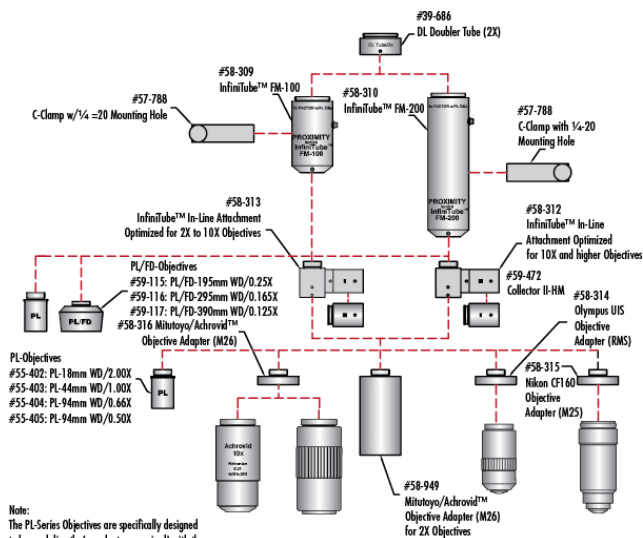 #39-686
DL Doubler Tube (2X)
DL Tube/2x
#58-309
InfiniTube™ FM-100
#58-310
InfiniTube™ FM-200
#57-788
C-Clamp w/¼ =20 Mounting Hole
PROXIMITY
InfiniTube™
FM-100
#57-788
C-Clamp with ¼-20
Mounting Hole
PROXIMITY
InfiniTube™
FM-200
#58-313
InfiniTube™ In-Line Attachment
Optimized for 2X to 10X Objectives
#58-312
InfiniTube™ In-Line
Attachment Optimized
for 10X and higher Objectives
#59-472
Collector II-HM
PL/FD-Objectives
#59-115: PL/FD-195mm WD/0.25X
#59-116: PL/FD-295mm WD/0.165X
#59-117: PL/FD-390mm WD/0.125X
PL
PL/FD
#58-316 Mitutoyo/Achrovid™
Objective Adapter (M26)
#58-314
Olympus UIS
Objective
Adapter (RMS)
#58-315
Nikon CF160
Objective
Adapter (M25)
PL-Objectives
#55-402: PL-18mm WD/2.00X
#55-403: PL-44mm WD/1.00X
#55-404: PL-94mm WD/0.66X
#55-405: PL-94mm WD/0.50X
PL
Achrovid
10x
#58-949
Mitutoyo/Achrovid™
Objective Adapter (M26)
for 2X Objectives
Note:
The PL-Series Objectives are specifically designed